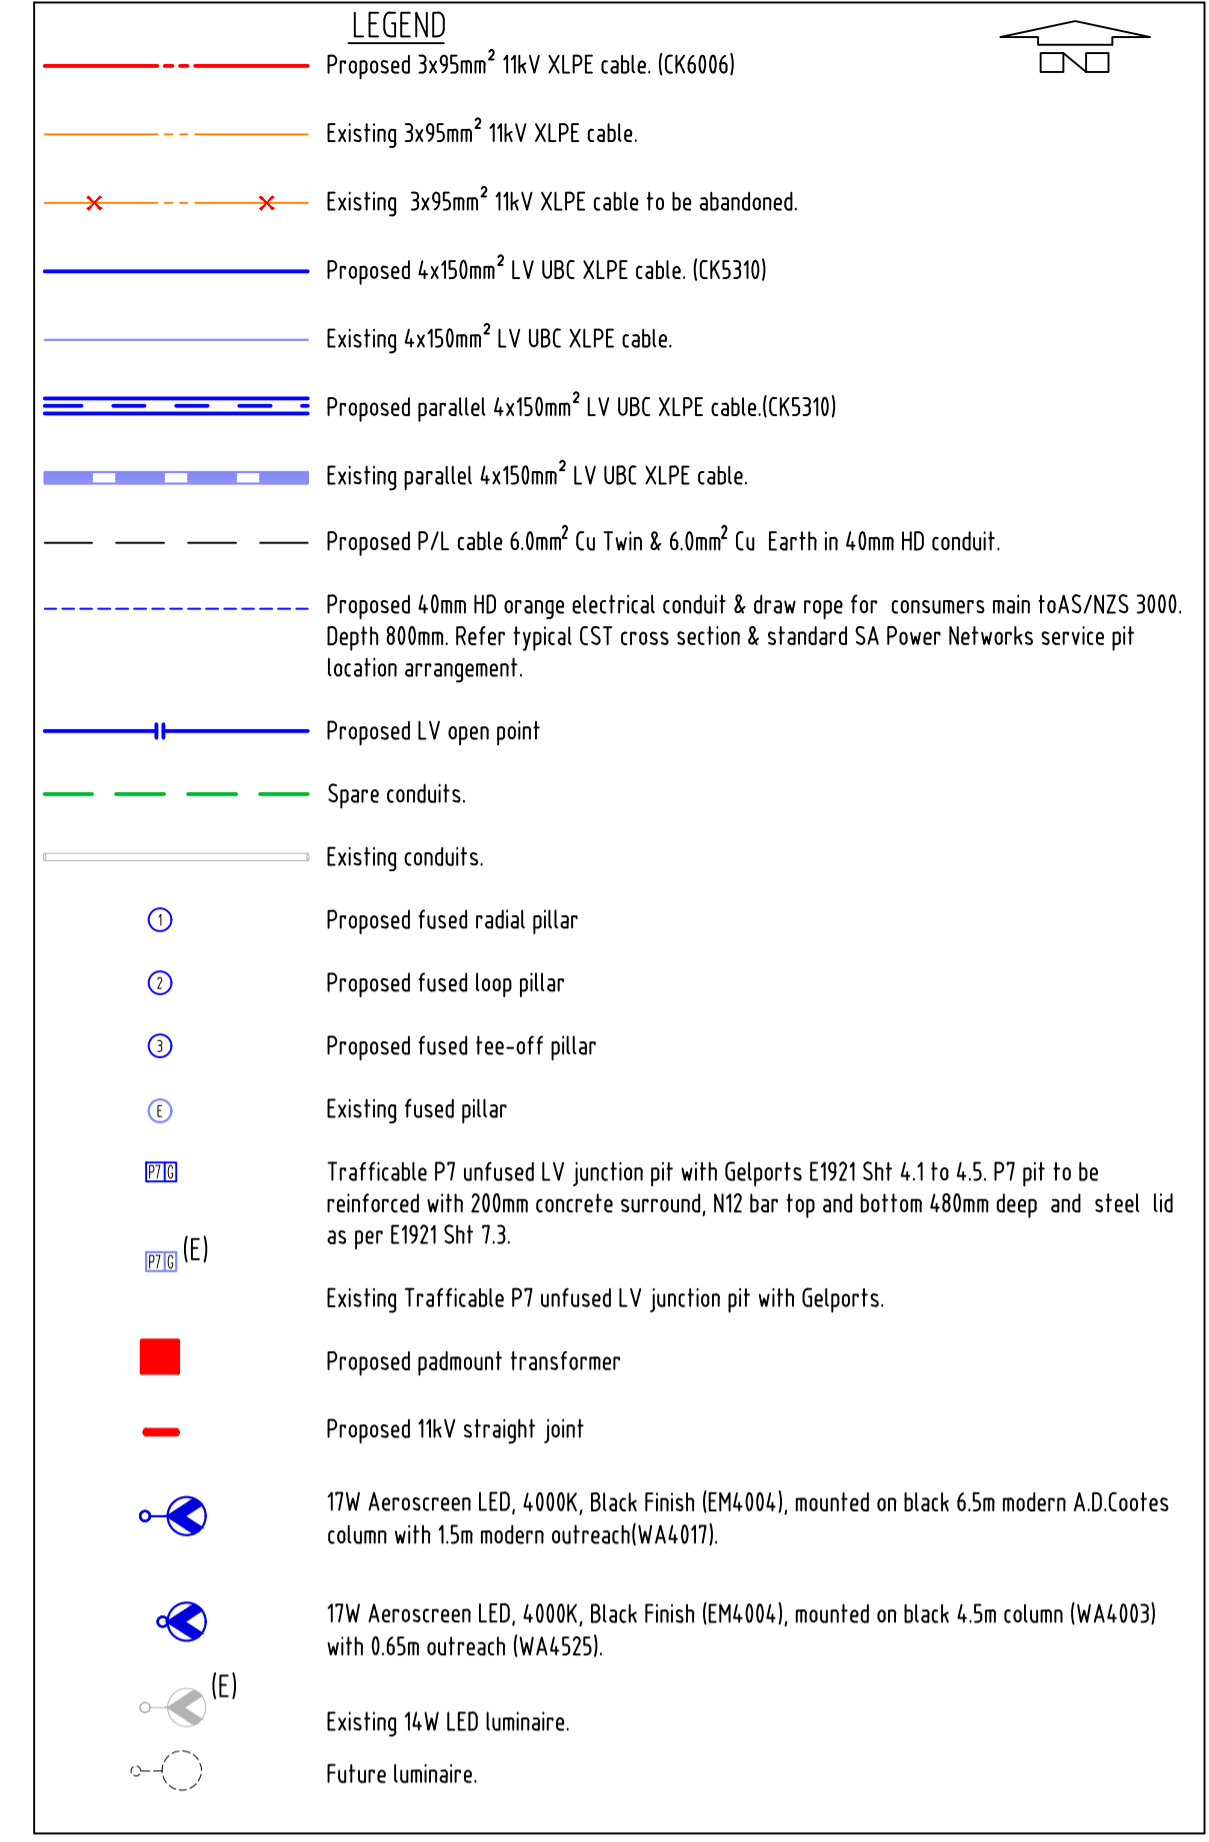 LEGEND
N
Proposed 3x95mm² 11kV XLPE cable. (CK6006)
Existing 3x95mm² 11kV XLPE cable.
Existing 3x95mm² 11kV XLPE cable to be abandoned.
Proposed 4x150mm² LV UBC XLPE cable. (CK5310)
Existing 4x150mm² LV UBC XLPE cable.
Proposed parallel 4x150mm² LV UBC XLPE cable.(CK5310)
Existing parallel 4x150mm² LV UBC XLPE cable.
Proposed P/L cable 6.0mm² Cu Twin & 6.0mm² Cu Earth in 40mm HD conduit.
Proposed 40mm HD orange electrical conduit & draw rope for consumers main toAS/NZS 3000.
Depth 800mm. Refer typical CST cross section & standard SA Power Networks service pit
location arrangement.
Proposed LV open point
Spare conduits.
Existing conduits.
1 Proposed fused radial pillar
2 Proposed fused loop pillar
3 Proposed fused tee-off pillar
E Existing fused pillar
P7 G Trafficable P7 unfused LV junction pit with Gelports E1921 Sht 4.1 to 4.5. P7 pit to be
reinforced with 200mm concrete surround, N12 bar top and bottom 480mm deep and steel lid
as per E1921 Sht 7.3.
P7 G (E)
Existing Trafficable P7 unfused LV junction pit with Gelports.
Proposed padmount transformer
Proposed 11kV straight joint
17W Aeroscreen LED, 4000K, Black Finish (EM4004), mounted on black 6.5m modern A.D.Cootes
column with 1.5m modern outreach(WA4017).
17W Aeroscreen LED, 4000K, Black Finish (EM4004), mounted on black 4.5m column (WA4003)
with 0.65m outreach (WA4525).
(E)
Existing 14W LED luminaire.
Future luminaire.